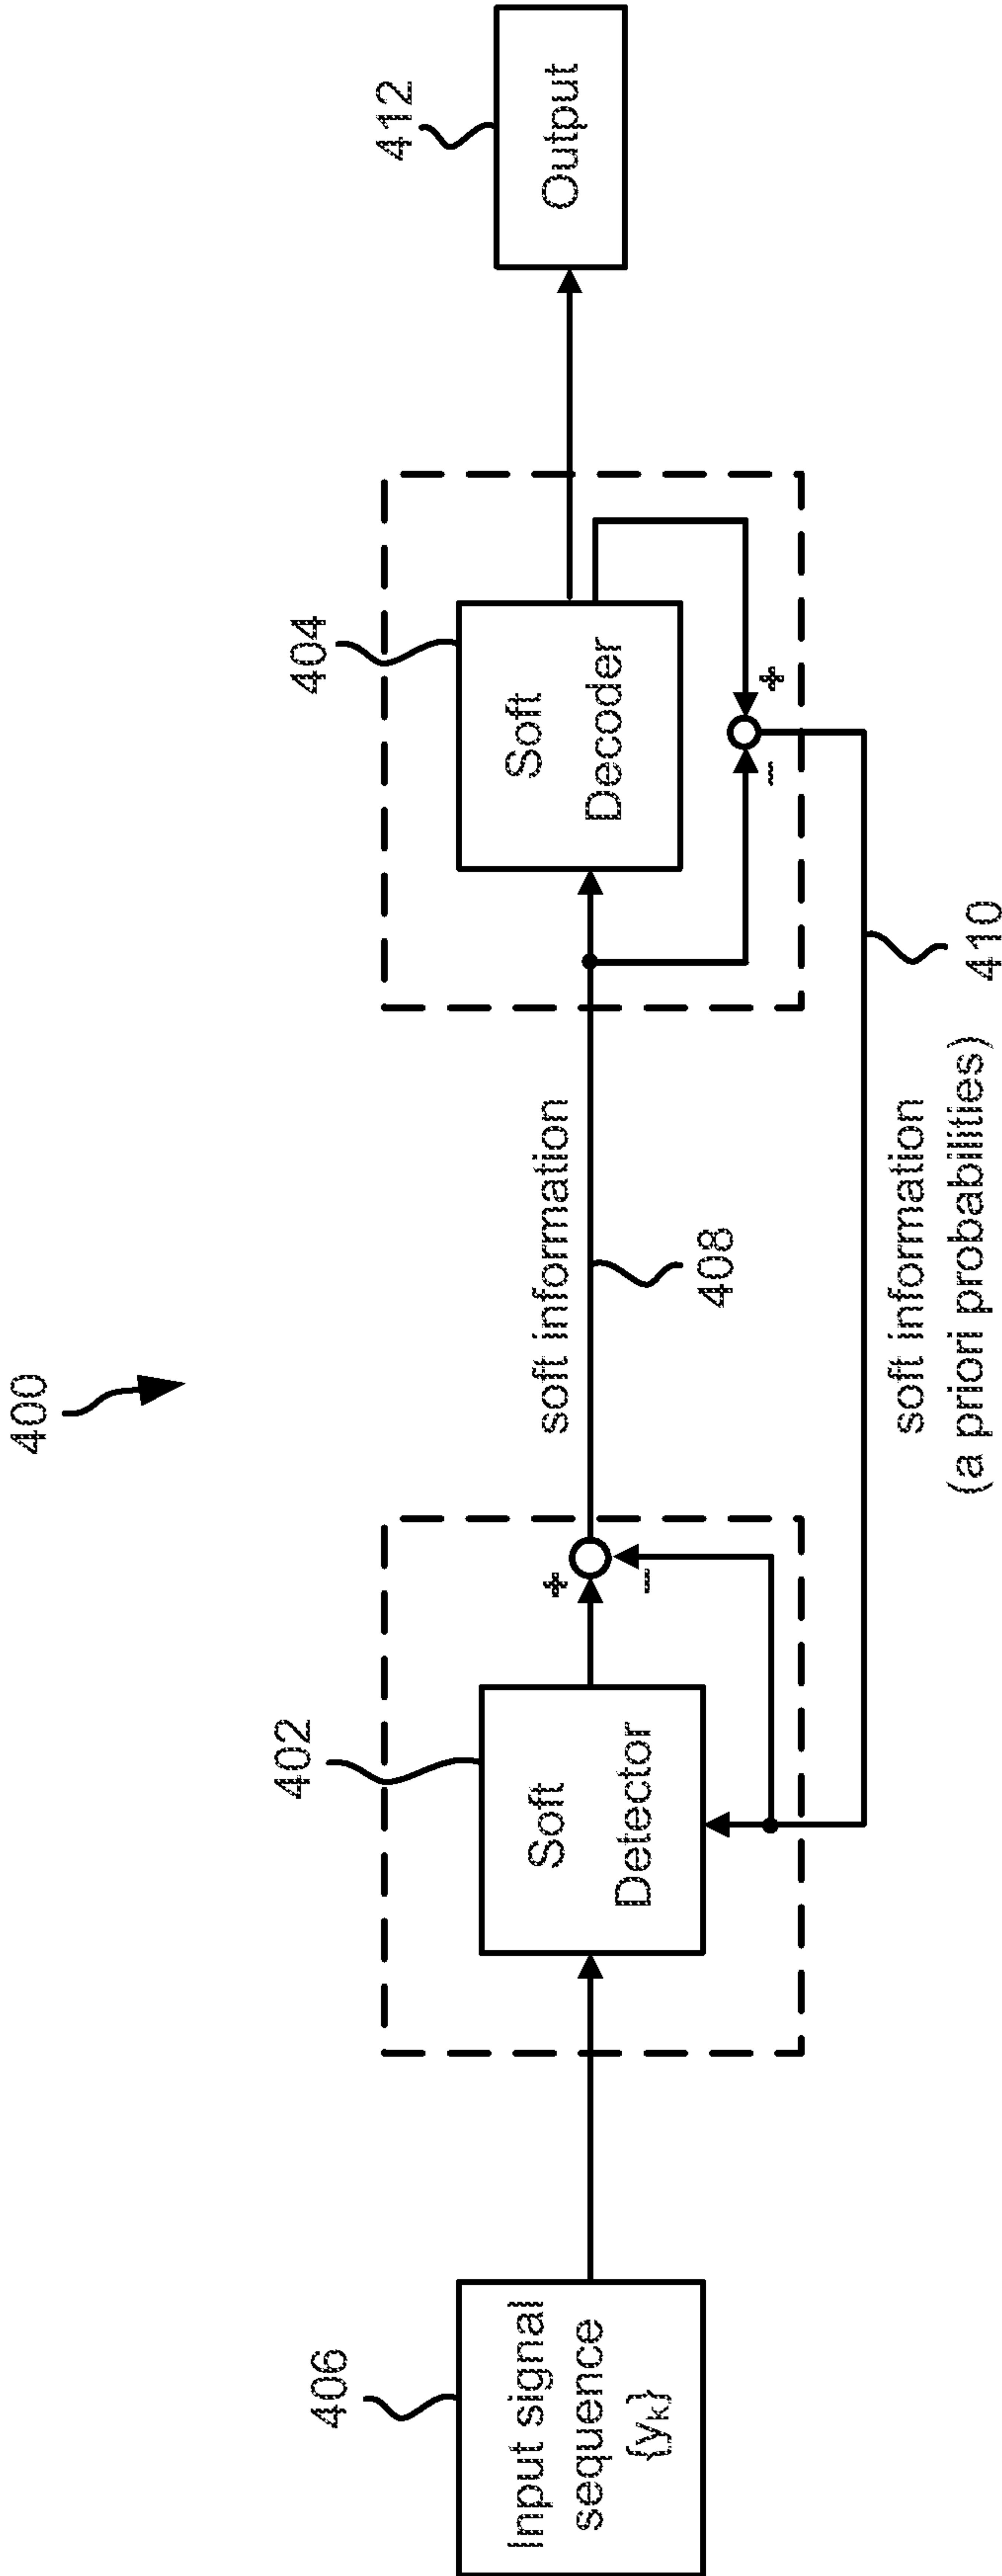 400
406
Input signal
sequence
{yₖ}
402
Soft
Detector
+
−
soft information
408
404
Soft
Decoder
+
−
soft information
(a priori probabilities)
410
412
Output